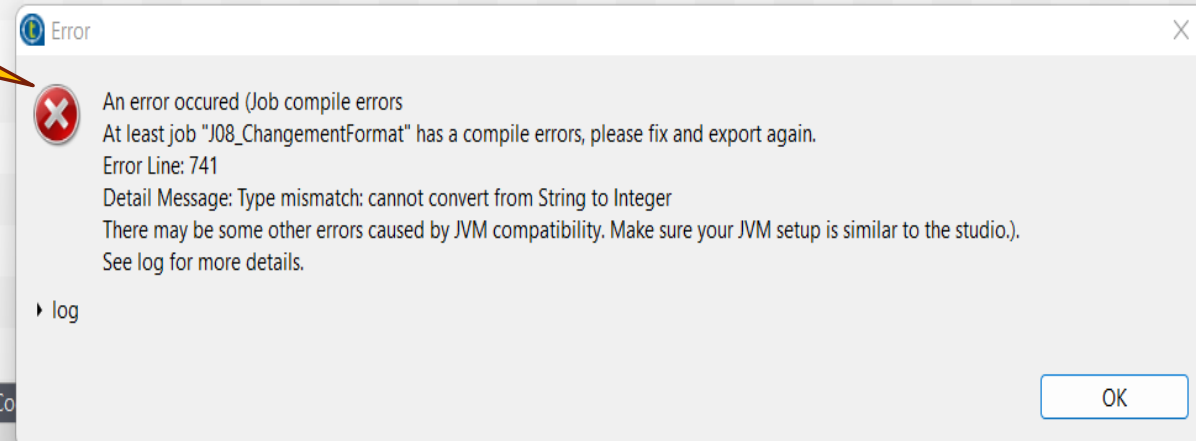 Error
An error occured (Job compile errors
At least job "J08_ChangementFormat" has a compile errors, please fix and export again.
Error Line: 741
Detail Message: Type mismatch: cannot convert from String to Integer
There may be some other errors caused by JVM compatibility. Make sure your JVM setup is similar to the studio.).
See log for more details.
log
OK